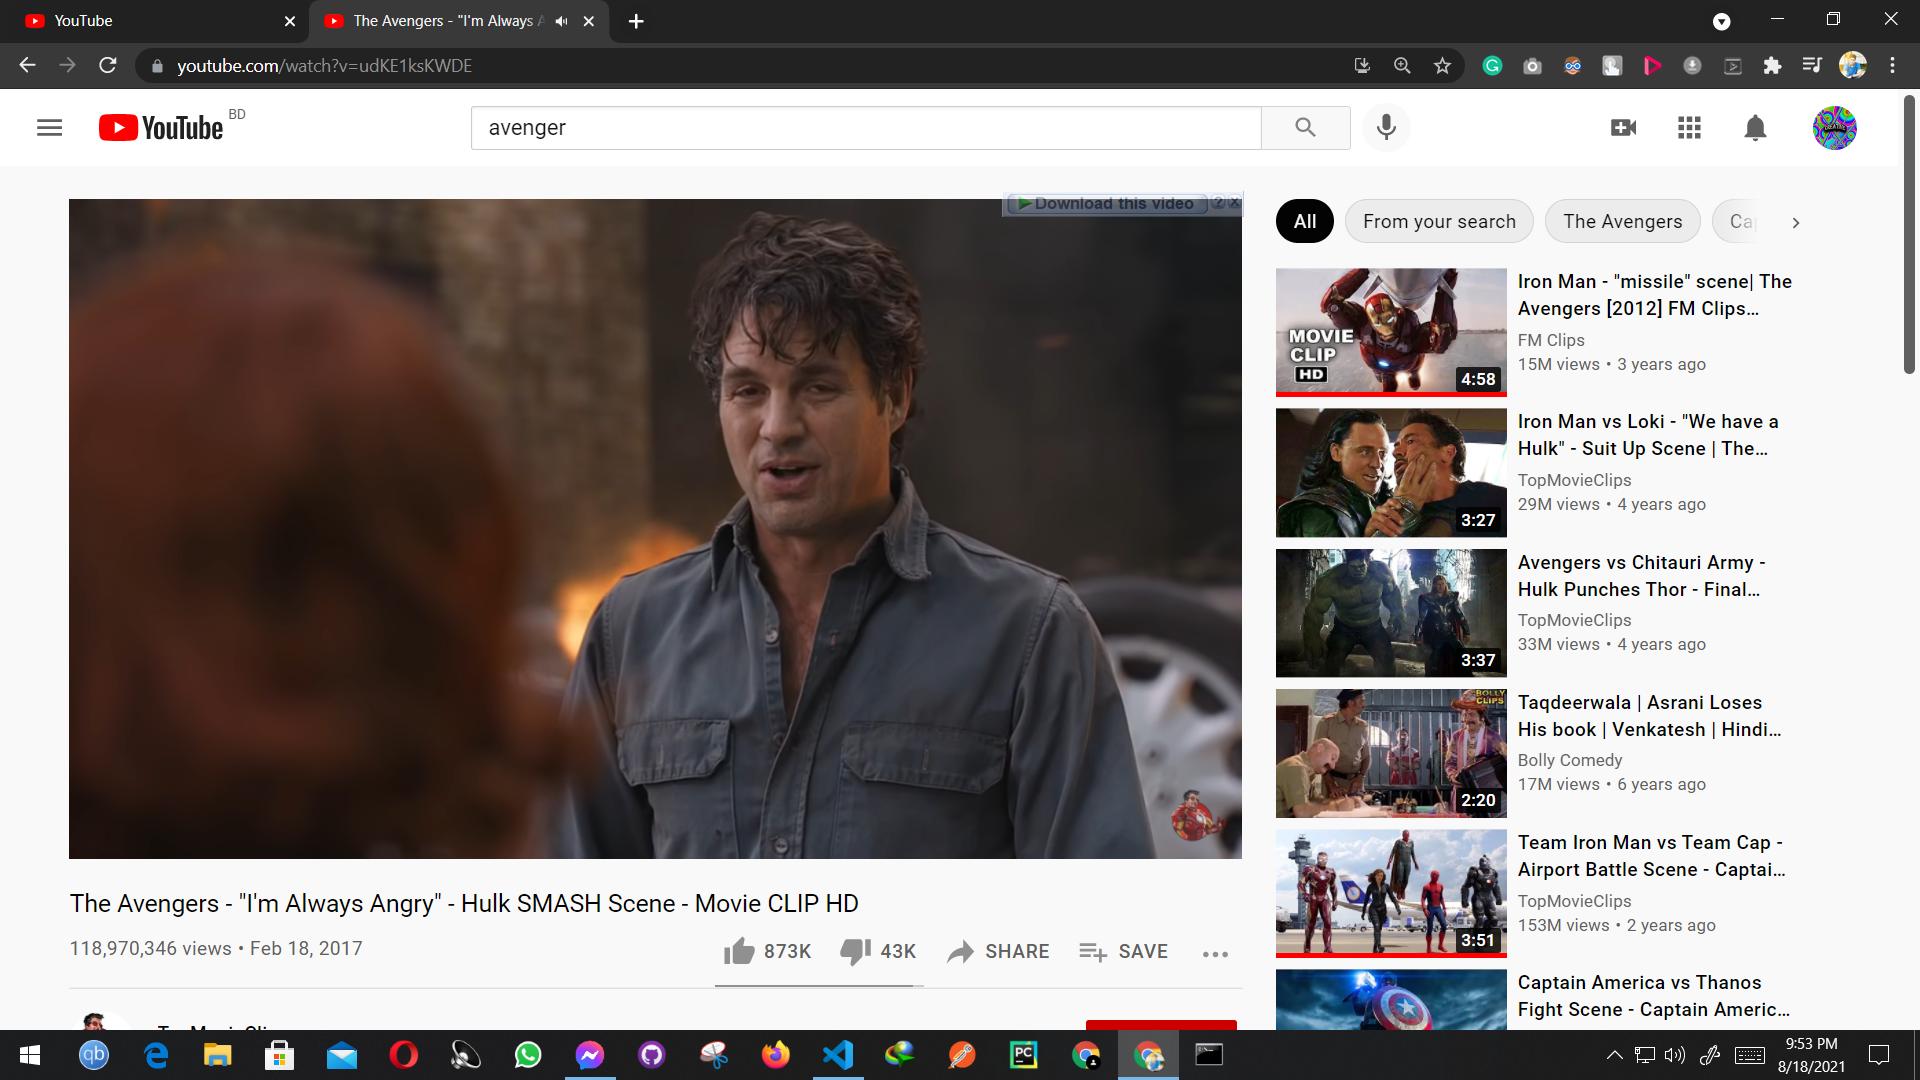 YouTube
The Avengers - "I'm Always A
youtube.com/watch?v=udKE1ksKWDE
YouTube BD
avenger
Download this video
All
From your search
The Avengers
MOVIE
CLIP
HD
4:58
Iron Man - "missile" scene| The
Avengers [2012] FM Clips...
FM Clips
15M views • 3 years ago
3:27
Iron Man vs Loki - "We have a
Hulk" - Suit Up Scene | The...
TopMovieClips
29M views • 4 years ago
3:37
Avengers vs Chitauri Army -
Hulk Punches Thor - Final...
TopMovieClips
33M views • 4 years ago
BOLLY
CLIPS
2:20
Taqdeerwala | Asrani Loses
His book | Venkatesh | Hindi...
Bolly Comedy
17M views • 6 years ago
3:51
Team Iron Man vs Team Cap -
Airport Battle Scene - Captai...
TopMovieClips
153M views • 2 years ago
Captain America vs Thanos
Fight Scene - Captain Americ...
The Avengers - "I'm Always Angry" - Hulk SMASH Scene - Movie CLIP HD
118,970,346 views • Feb 18, 2017
873K
43K
SHARE
SAVE
qb
PC
9:53 PM
8/18/2021